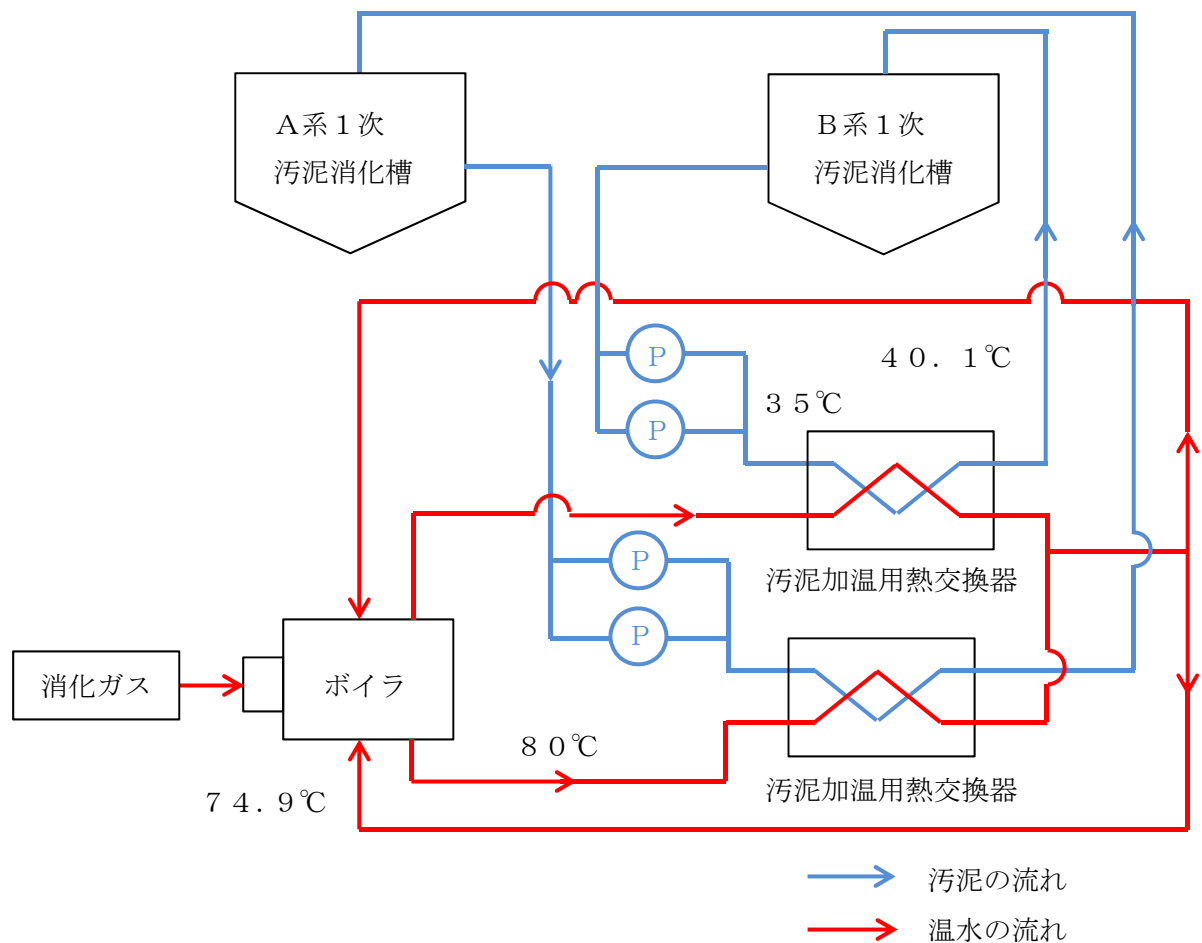 A系1次
汚泥消化槽
B系1次
汚泥消化槽
P
40.1℃
35℃
P
汚泥加温用熱交換器
P
P
消化ガス
ボイラ
80℃
74.9℃
汚泥加温用熱交換器
汚泥の流れ
温水の流れ